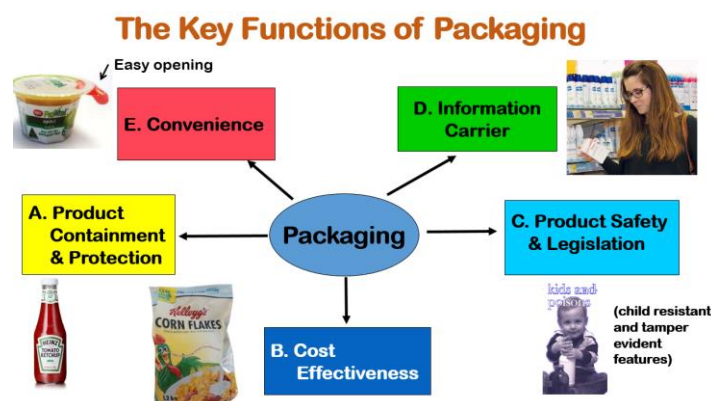 The Key Functions of Packaging
Easy opening
E. Convenience
D. Information
Carrier
A. Product
Containment
& Protection
Packaging
C. Product Safety
& Legislation
HEINZ
TOMATO
KETCHUP
Kellogg's
CORN FLAKES
B. Cost
Effectiveness
kids and
poisons
(child resistant
and tamper
evident
features)